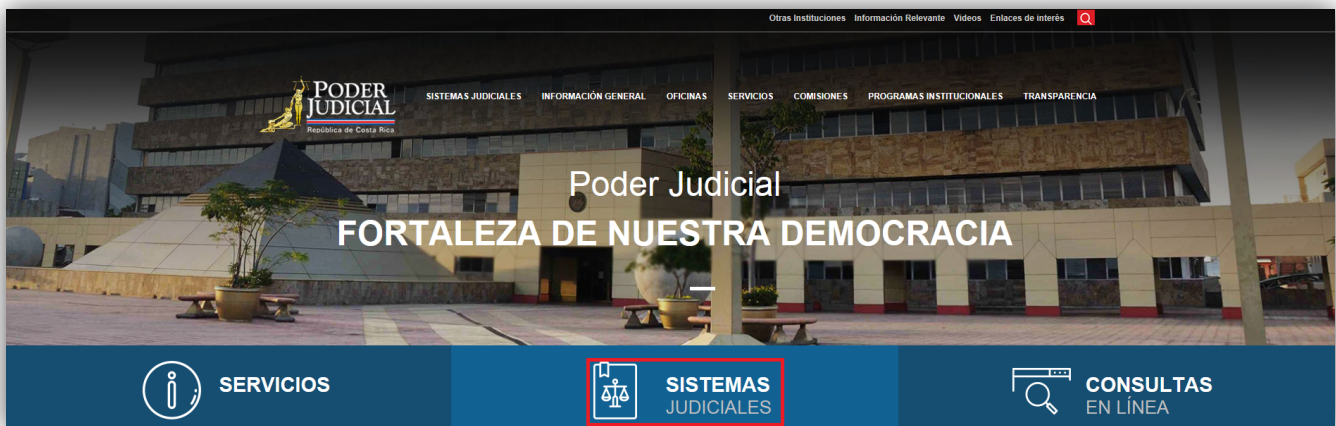 Otras Instituciones Información Relevante Videos Enlaces de interés
PODER
JUDICIAL
República de Costa Rica
SISTEMAS JUDICIALES INFORMACIÓN GENERAL OFICINAS SERVICIOS COMISIONES PROGRAMAS INSTITUCIONALES TRANSPARENCIA
Poder Judicial
FORTALEZA DE NUESTRA DEMOCRACIA
SERVICIOS
SISTEMAS
JUDICIALES
CONSULTAS
EN LÍNEA